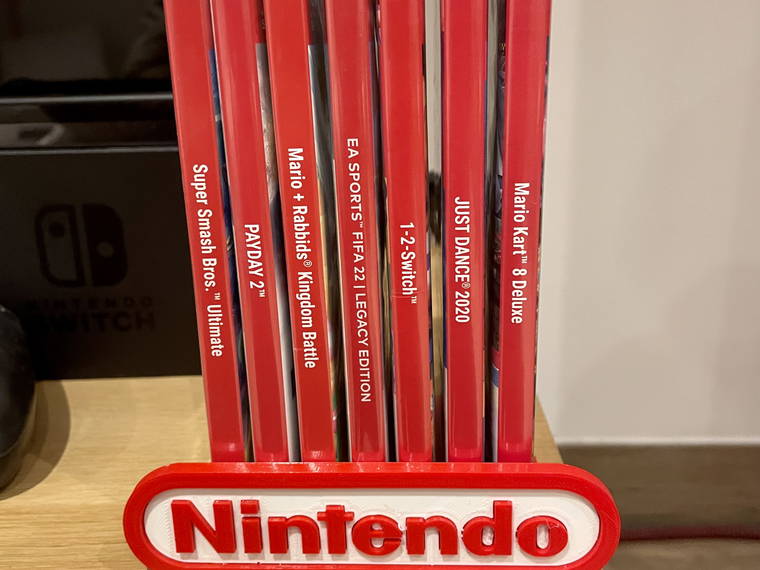 Super Smash Bros.™ Ultimate
PAYDAY 2™
Mario + Rabbids® Kingdom Battle
EA SPORTS™ FIFA 22 | LEGACY EDITION
1-2-Switch™
JUST DANCE® 2020
Mario Kart™ 8 Deluxe
NINTENDO
SWITCH
Nintendo